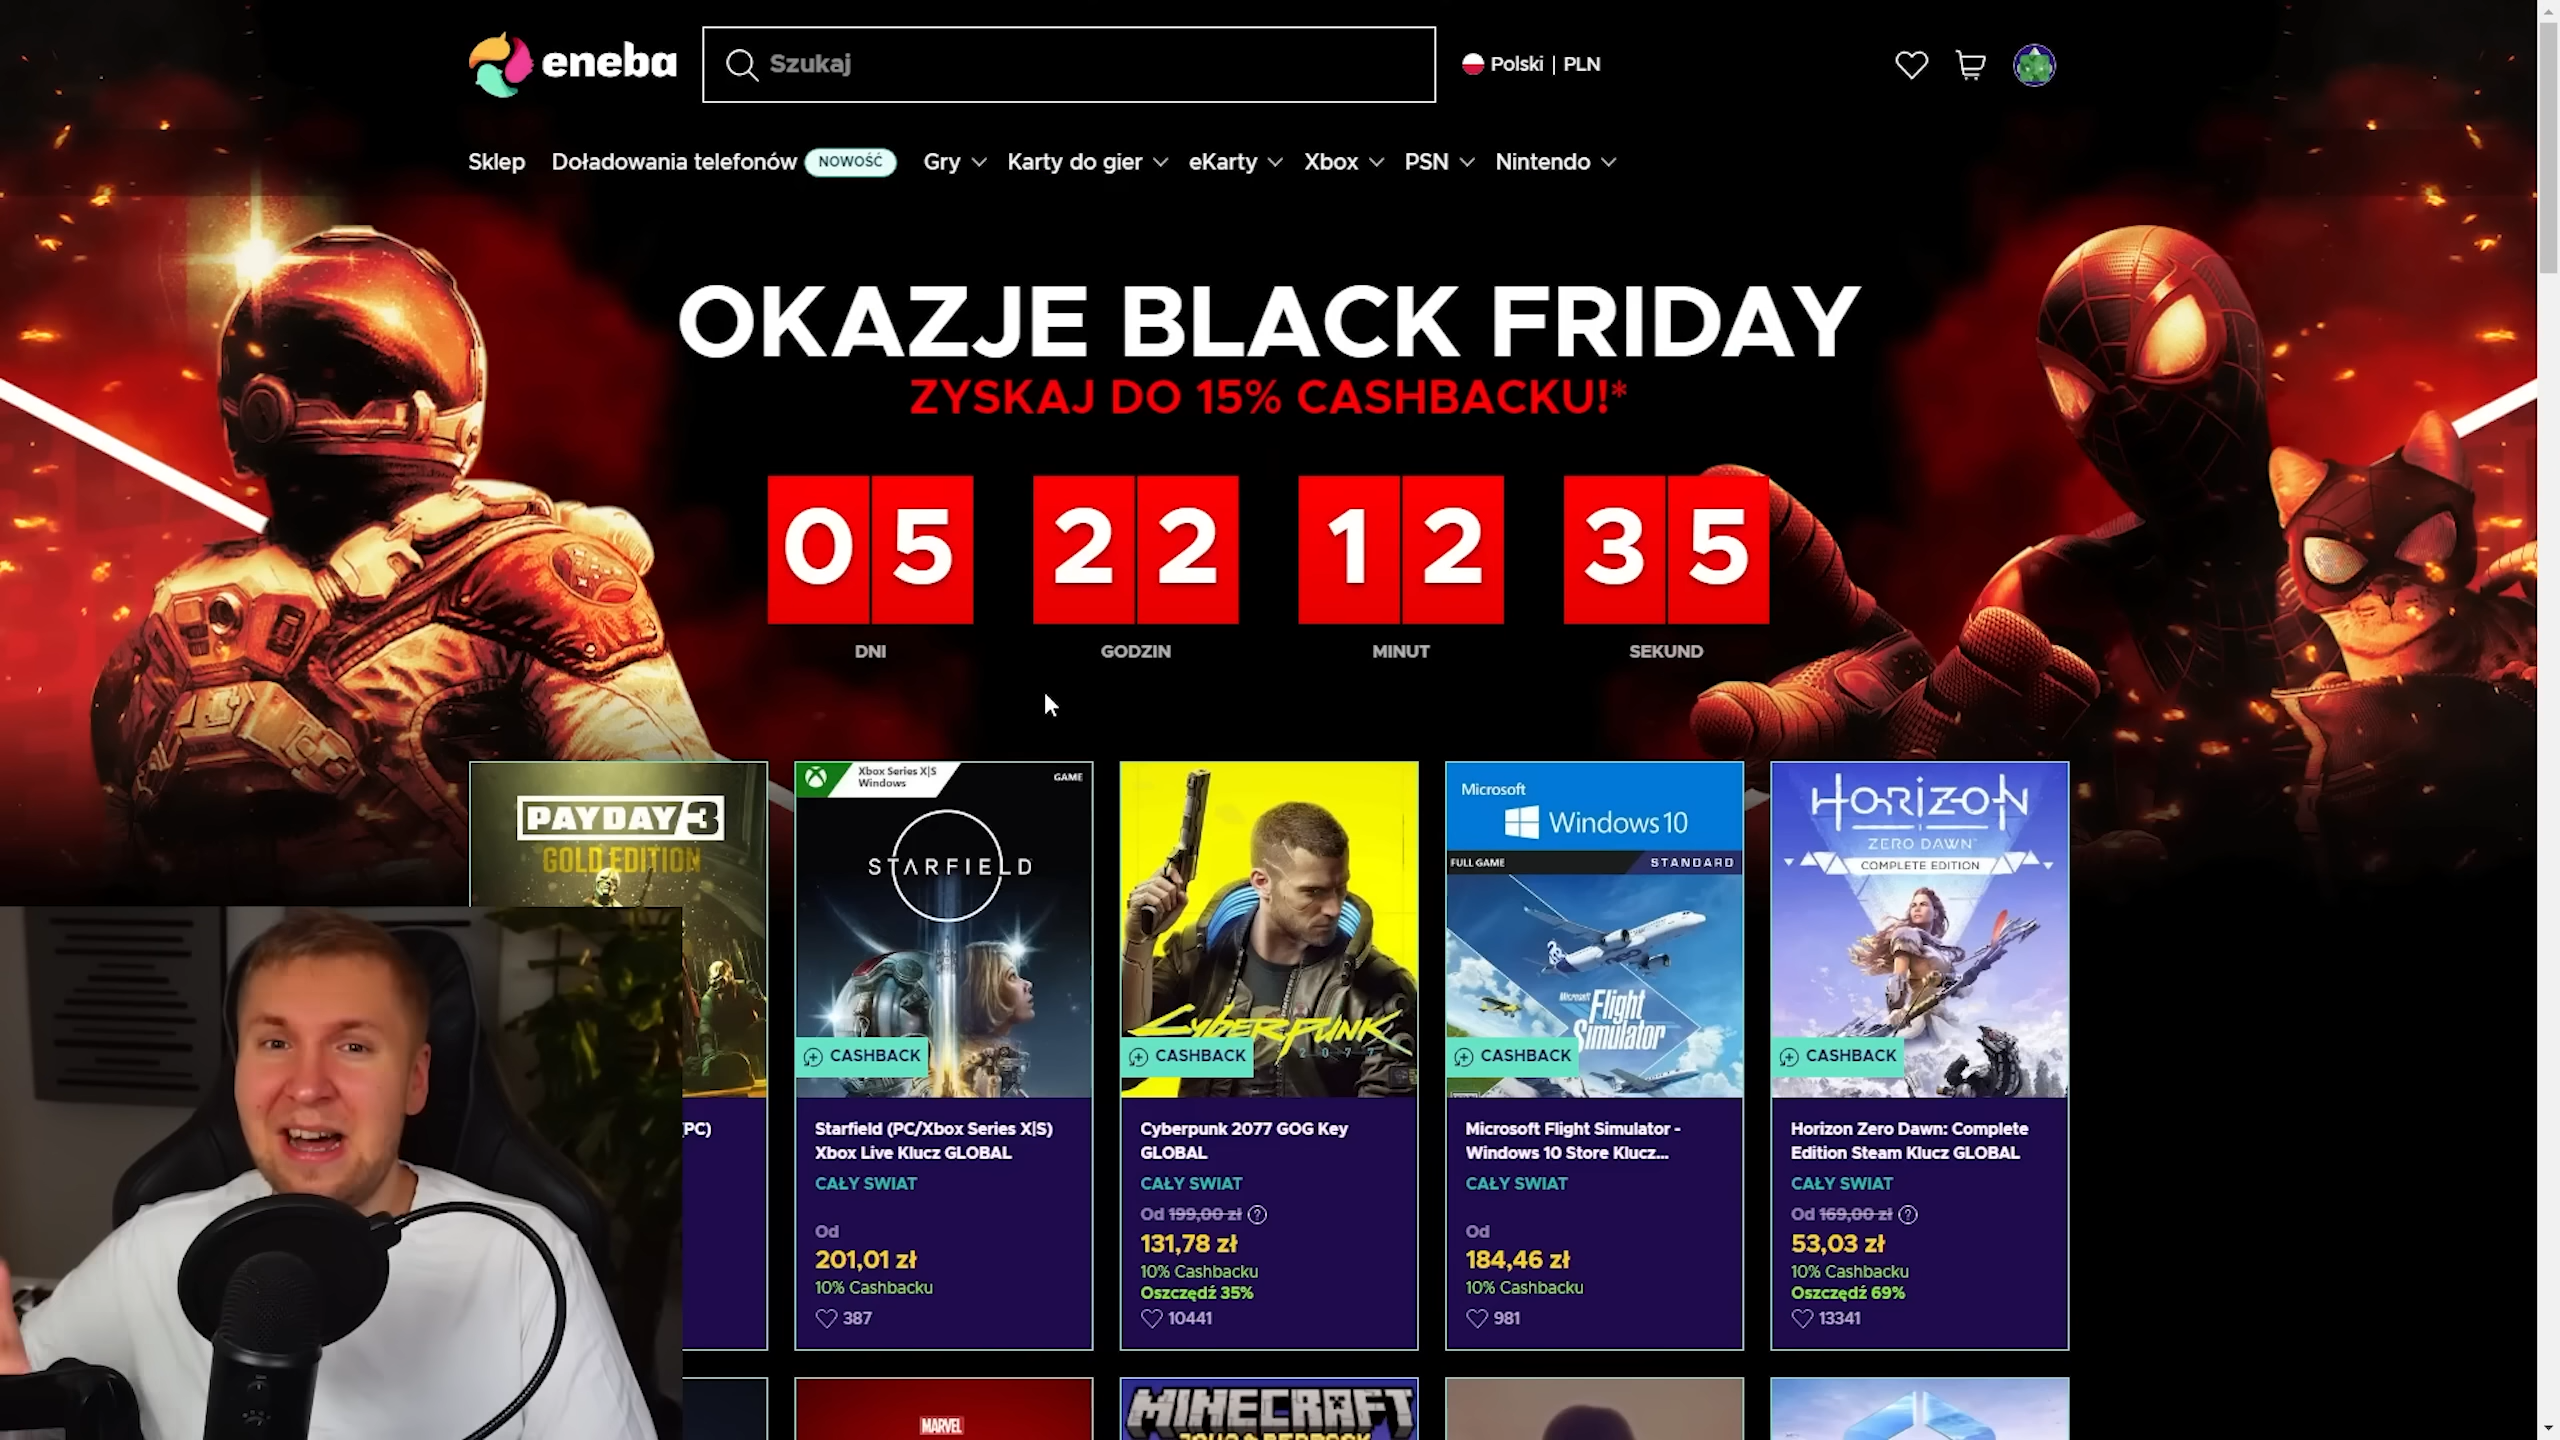 eneba
Szukaj
Polski | PLN
Sklep
Doładowania telefonów NOWOŚĆ
Gry
Karty do gier
eKarty
Xbox
PSN
Nintendo
OKAZJE BLACK FRIDAY
ZYSKAJ DO 15% CASHBACKU!*
05 22 12 35
DNI GODZIN MINUT SEKUND
PAYDAY 3
GOLD EDITION
PC)
Xbox Series X|S
Windows
GAME
STARFIELD
CASHBACK
Starfield (PC/Xbox Series X|S)
Xbox Live Klucz GLOBAL
CAŁY SWIAT
Od
201,01 zł
10% Cashbacku
387
Cyberpunk
2077
CASHBACK
Cyberpunk 2077 GOG Key
GLOBAL
CAŁY SWIAT
Od 199,00 zł ?
131,78 zł
10% Cashbacku
Oszczędź 35%
10441
Microsoft
Windows 10
FULL GAME STANDARD
Microsoft
Flight
Simulator
CASHBACK
Microsoft Flight Simulator -
Windows 10 Store Klucz...
CAŁY SWIAT
Od
184,46 zł
10% Cashbacku
981
HORIZON
ZERO DAWN
COMPLETE EDITION
CASHBACK
Horizon Zero Dawn: Complete
Edition Steam Klucz GLOBAL
CAŁY SWIAT
Od 169,00 zł ?
53,03 zł
10% Cashbacku
Oszczędź 69%
13341
MARVEL
MINECRAFT
JAVA & BEDROCK